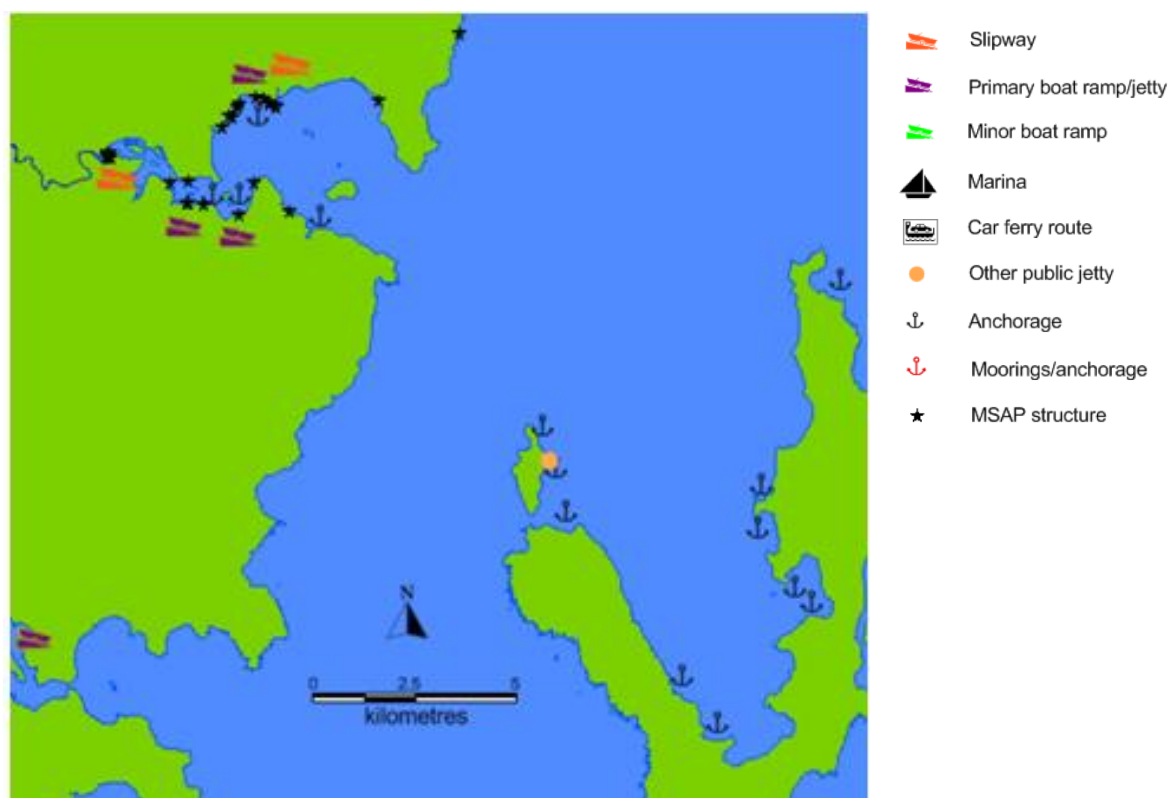 Slipway
Primary boat ramp/jetty
Minor boat ramp
Marina
Car ferry route
Other public jetty
Anchorage
Moorings/anchorage
MSAP structure
N
0 2.5 5
kilometres